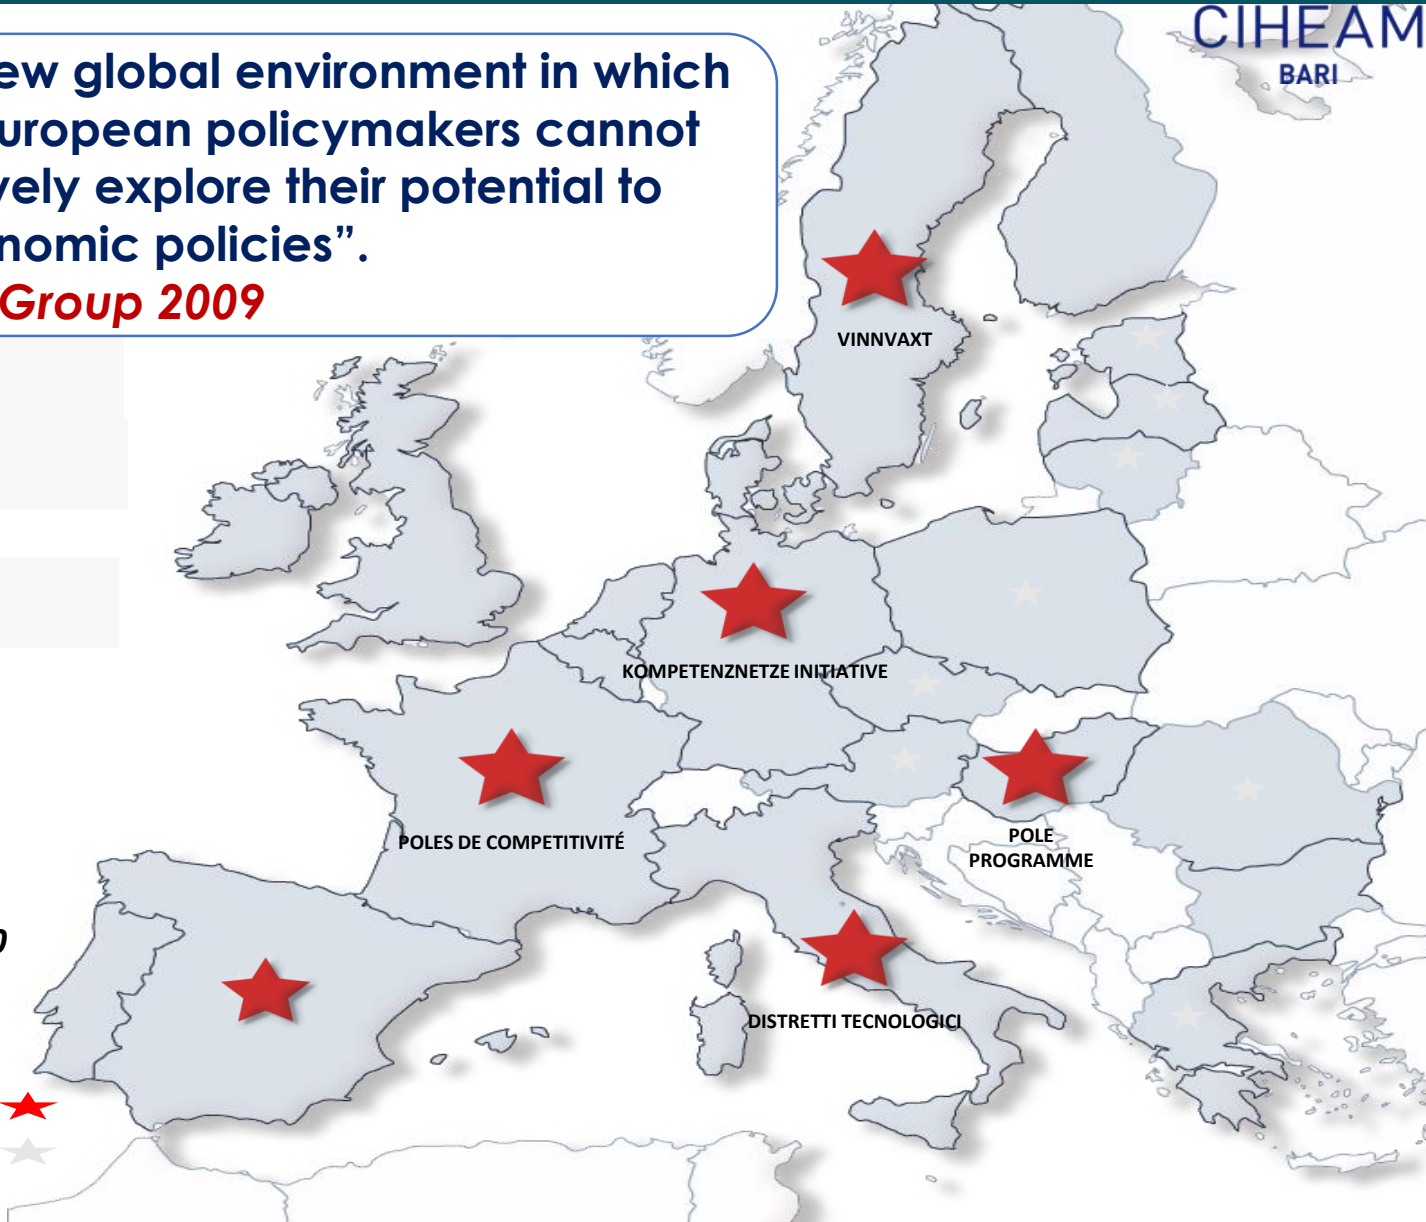 CIHEAM
BARI
ew global environment in which
uropean policymakers cannot
vely explore their potential to
nomic policies”.
Group 2009
VINNVAXT
KOMPETENZNETZE INITIATIVE
POLES DE COMPETITIVITÉ
POLE
PROGRAMME
DISTRETTI TECNOLOGICI